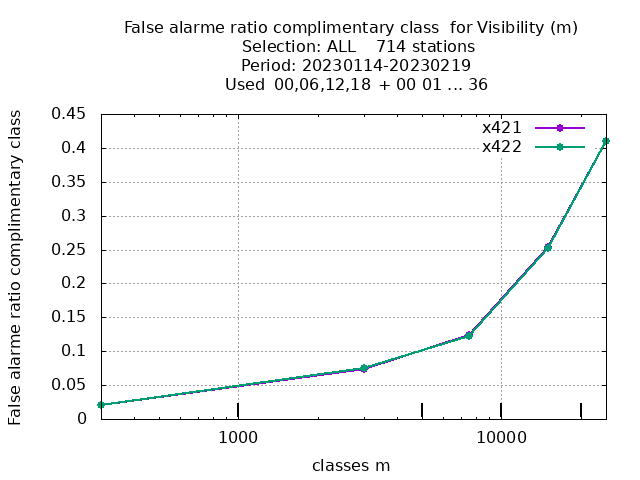 False alarme ratio complimentary class  for Visibility (m)
Selection: ALL    714 stations
Period: 20230114-20230219
Used  00,06,12,18  + 00 01 ... 36
False alarme ratio complimentary class
0.45
0.4
0.35
0.3
0.25
0.2
0.15
0.1
0.05
0
x421
x422
1000
10000
classes m